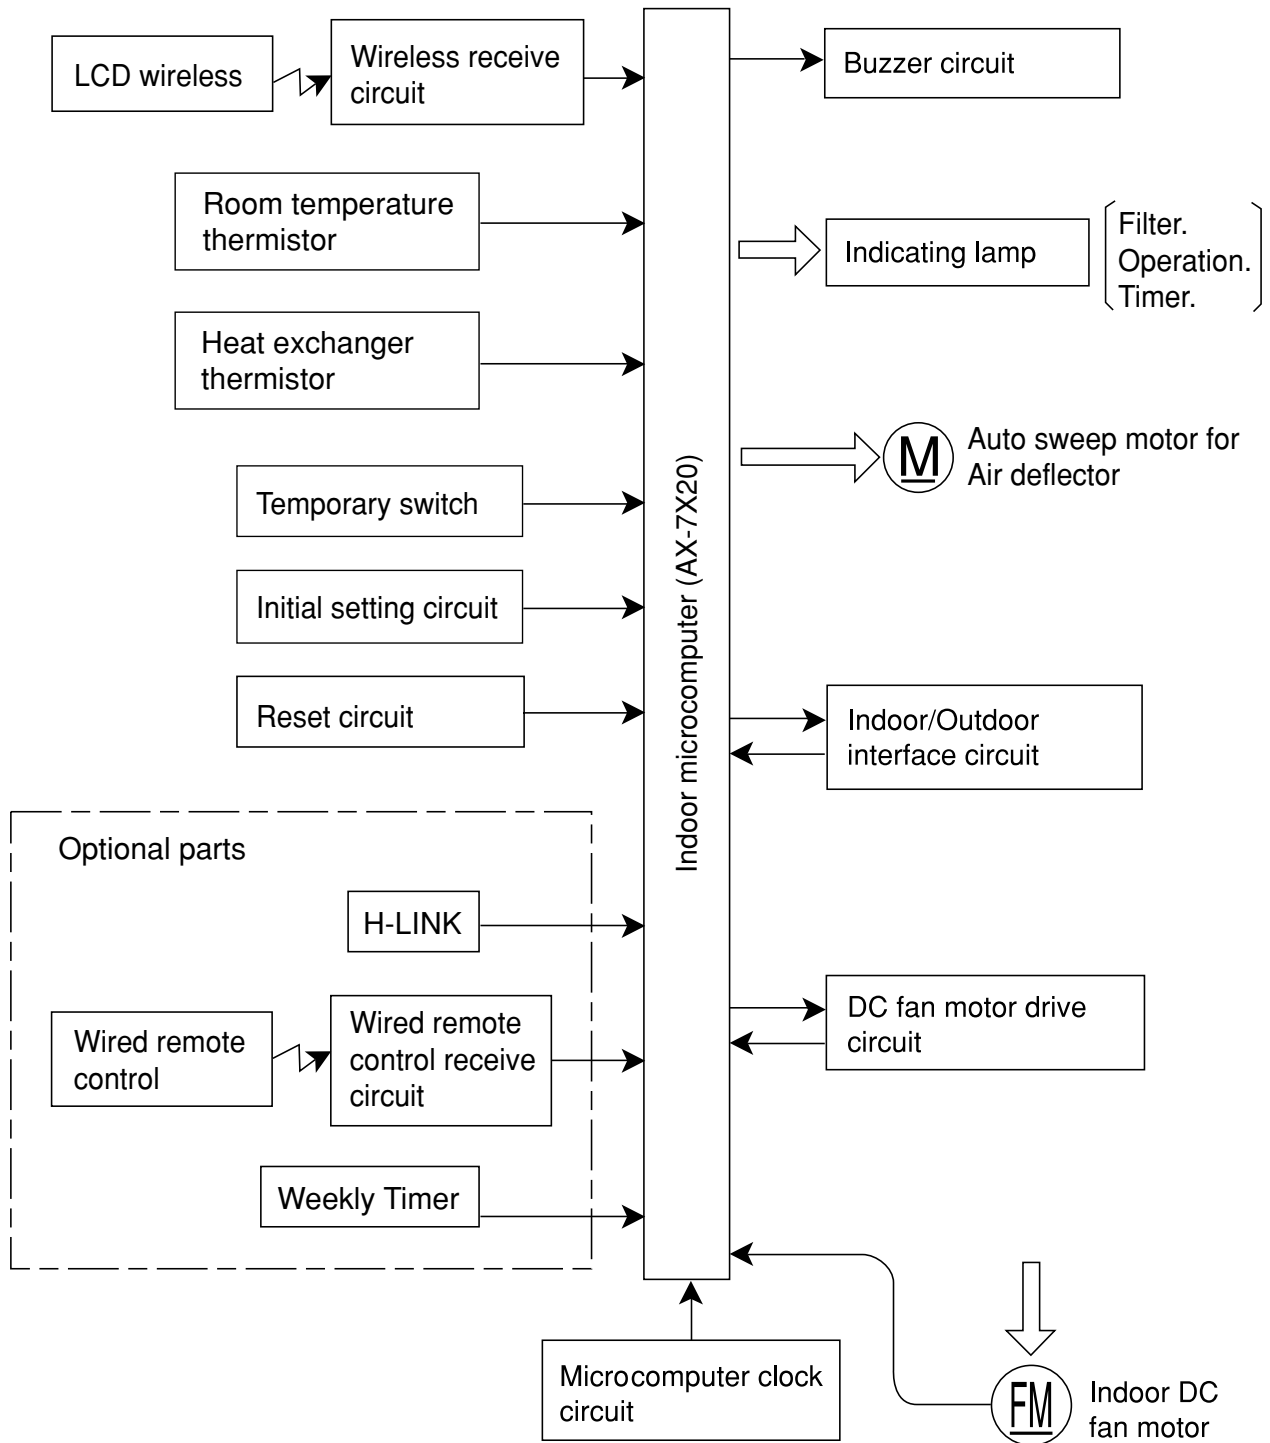 LCD wireless
Wireless receive
circuit
Buzzer circuit
Room temperature
thermistor
Indicating lamp
Filter.
Operation.
Timer.
Heat exchanger
thermistor
M
Auto sweep motor for
Air deflector
Temporary switch
Initial setting circuit
Reset circuit
Indoor microcomputer (AX-7X20)
Indoor/Outdoor
interface circuit
Optional parts
H-LINK
Wired remote
control
Wired remote
control receive
circuit
DC fan motor drive
circuit
Weekly Timer
Microcomputer clock
circuit
FM
Indoor DC
fan motor